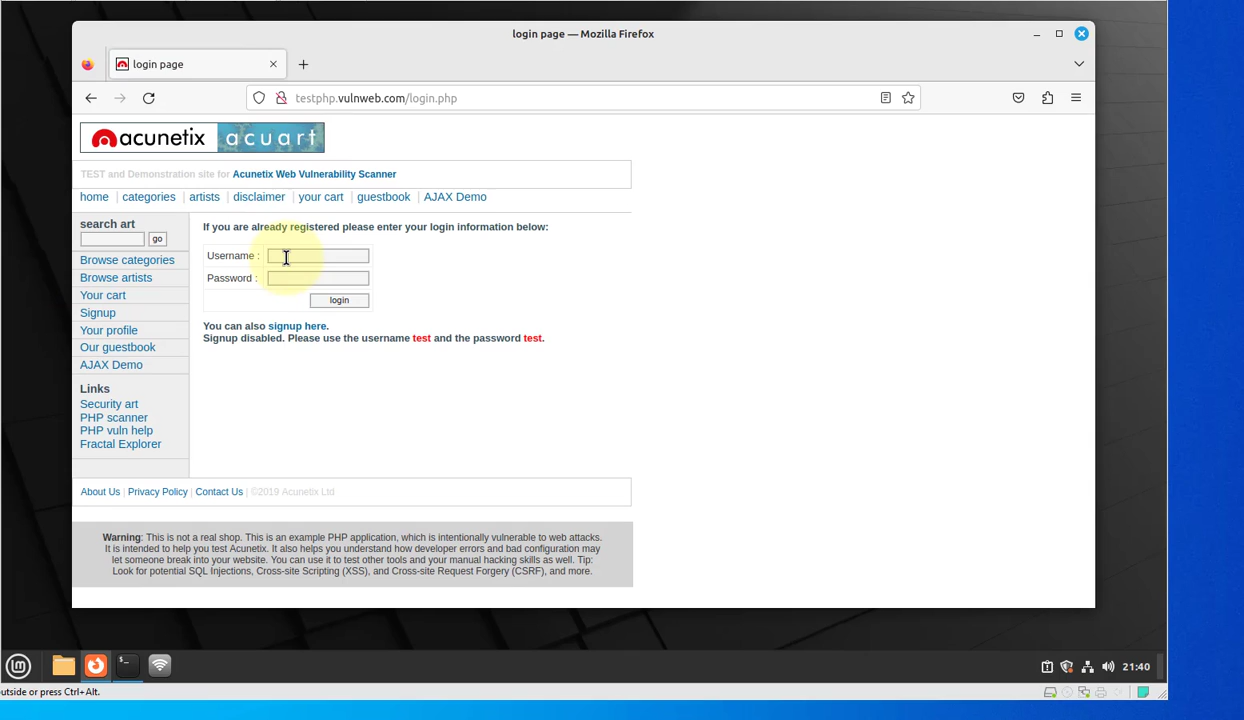 login page — Mozilla Firefox
login page
testphp.vulnweb.com/login.php
acunetix acuart
TEST and Demonstration site for Acunetix Web Vulnerability Scanner
home | categories | artists | disclaimer | your cart | guestbook | AJAX Demo
search art
go
Browse categories
Browse artists
Your cart
Signup
Your profile
Our guestbook
AJAX Demo
Links
Security art
PHP scanner
PHP vuln help
Fractal Explorer
If you are already registered please enter your login information below:
Username :
Password :
login
You can also signup here.
Signup disabled. Please use the username test and the password test.
About Us | Privacy Policy | Contact Us | ©2019 Acunetix Ltd
Warning: This is not a real shop. This is an example PHP application, which is intentionally vulnerable to web attacks.
It is intended to help you test Acunetix. It also helps you understand how developer errors and bad configuration may
let someone break into your website. You can use it to test other tools and your manual hacking skills as well. Tip:
Look for potential SQL Injections, Cross-site Scripting (XSS), and Cross-site Request Forgery (CSRF), and more.
21:40
utside or press Ctrl+Alt.